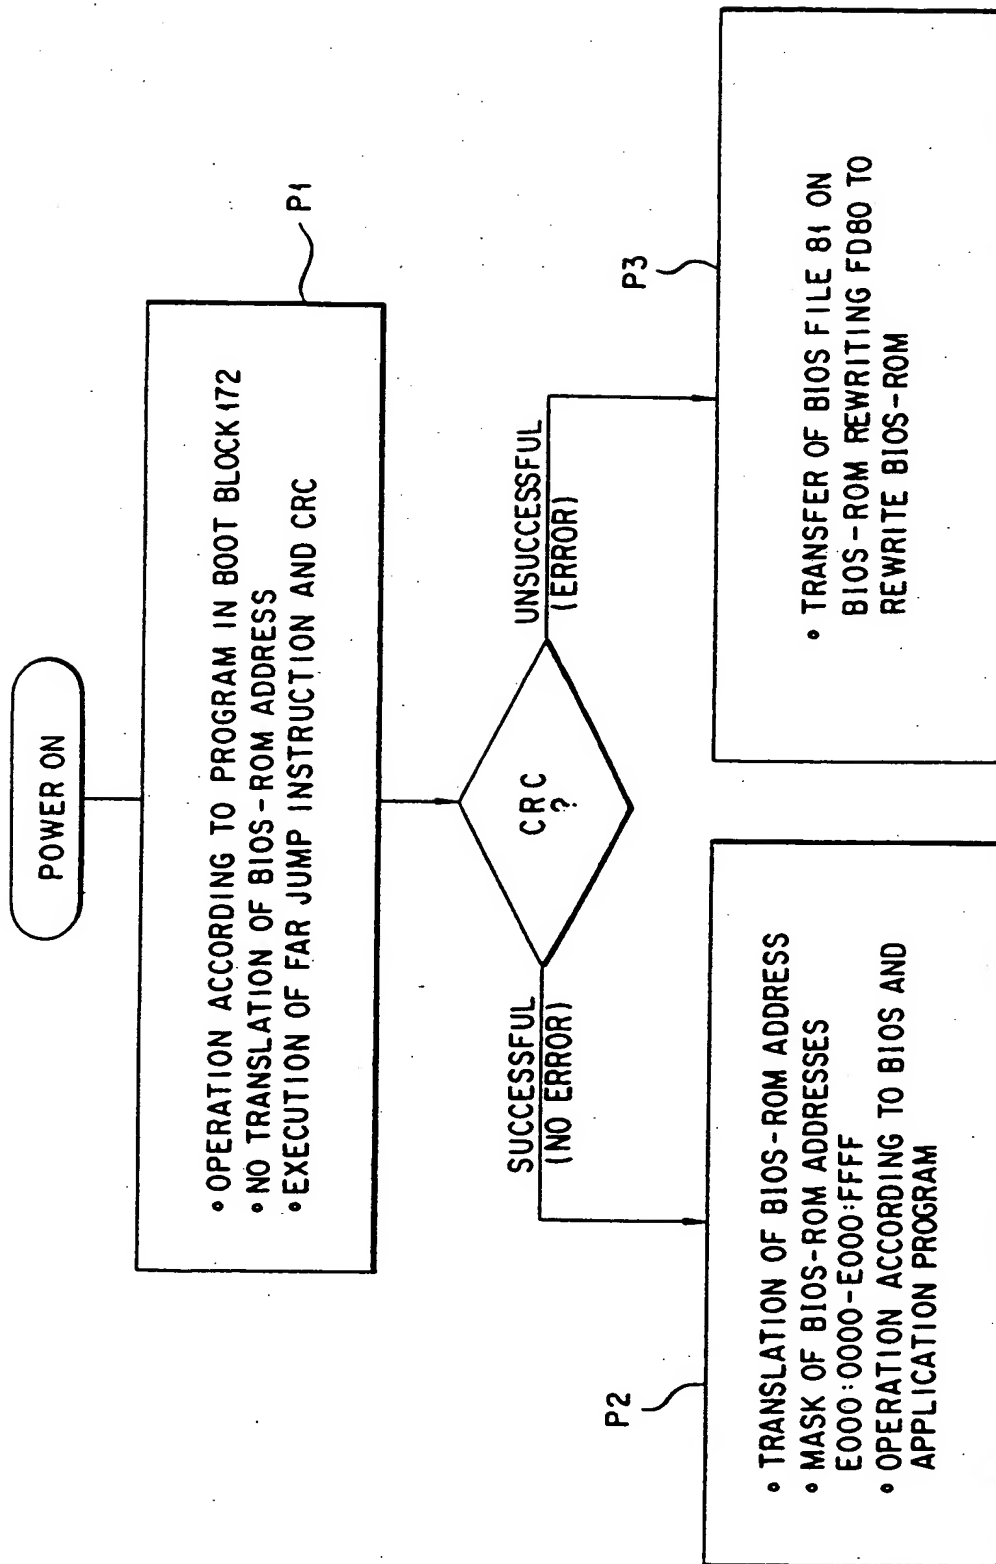 POWER ON
P1
• OPERATION ACCORDING TO PROGRAM IN BOOT BLOCK 172
• NO TRANSLATION OF BIOS-ROM ADDRESS
• EXECUTION OF FAR JUMP INSTRUCTION AND CRC
CRC
?
SUCCESSFUL
(NO ERROR)
UNSUCCESSFUL
(ERROR)
P2
• TRANSLATION OF BIOS-ROM ADDRESS
• MASK OF BIOS-ROM ADDRESSES
E000:0000-E000:FFFF
• OPERATION ACCORDING TO BIOS AND
APPLICATION PROGRAM
P3
• TRANSFER OF BIOS FILE 81 ON
BIOS-ROM REWRITING FD80 TO
REWRITE BIOS-ROM